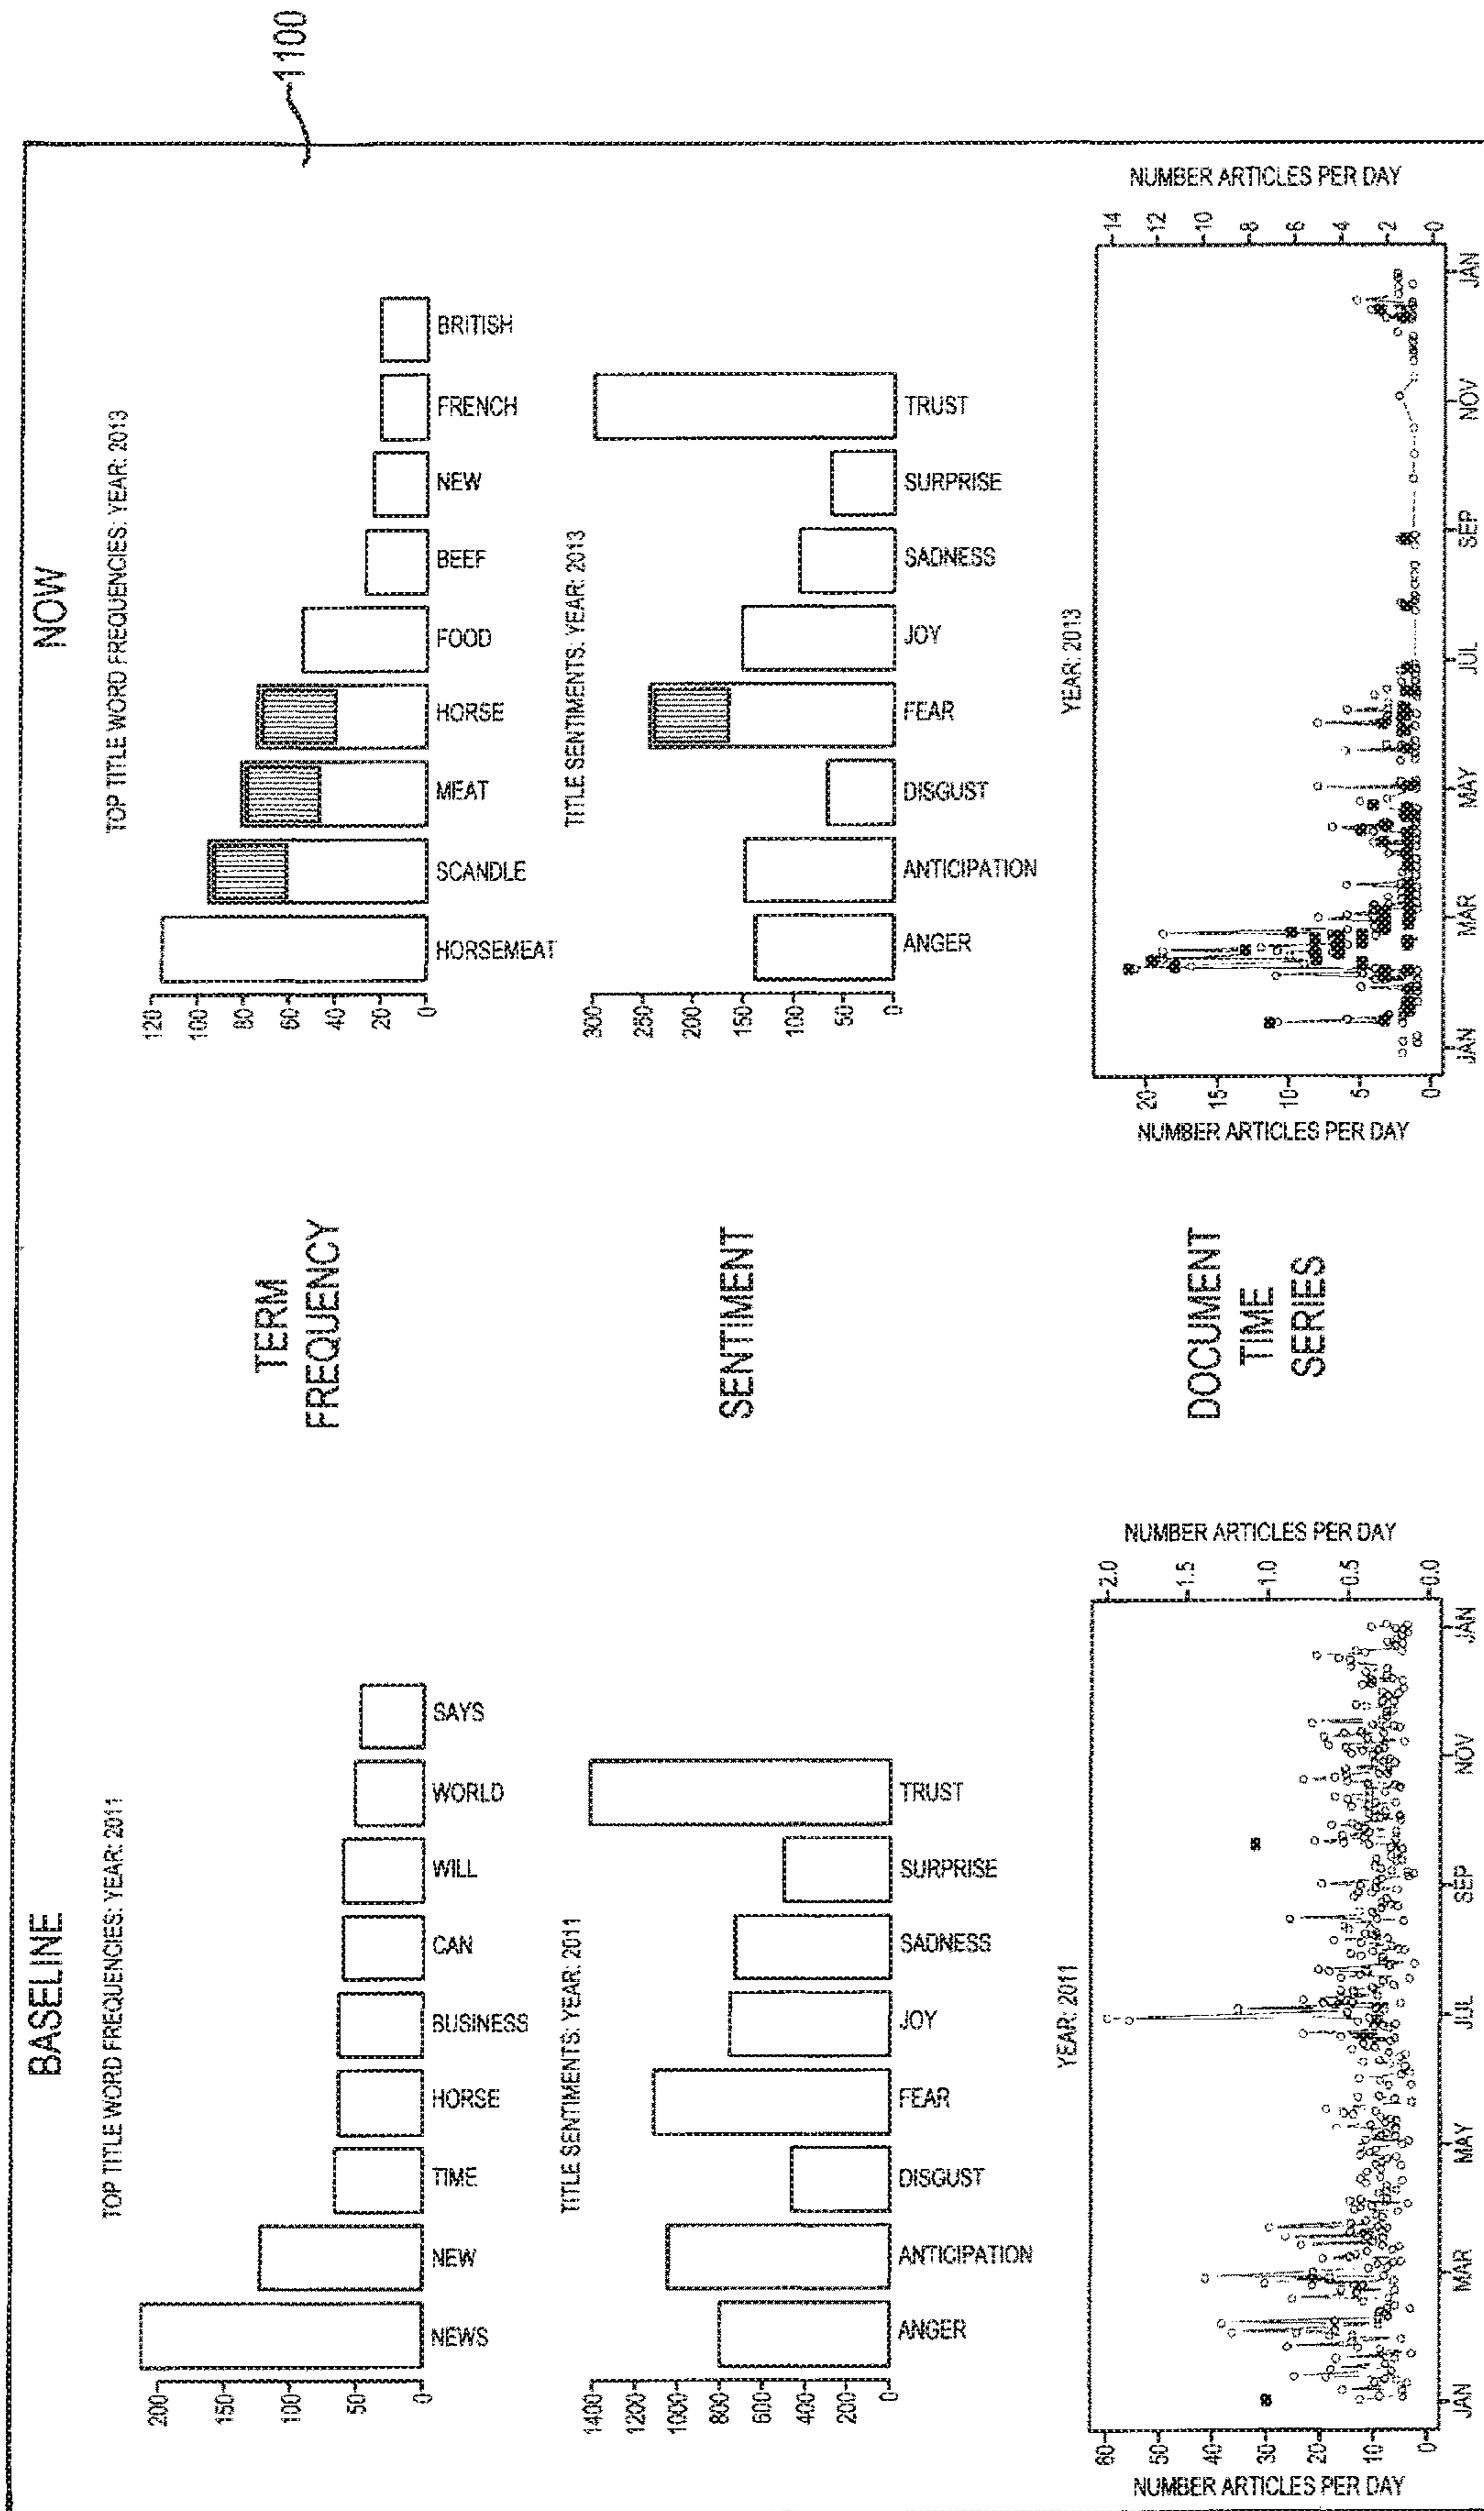 1100
BASELINE
NOW
TOP TITLE WORD FREQUENCIES: YEAR: 2011
200
150
100
50
0
NEWS
NEW
TIME
HORSE
BUSINESS
CAN
WILL
WORLD
SAYS
TERM
FREQUENCY
TOP TITLE WORD FREQUENCIES: YEAR: 2013
120
100
80
60
40
20
0
HORSEMEAT
SCANDLE
MEAT
HORSE
FOOD
BEEF
NEW
FRENCH
BRITISH
TITLE SENTIMENTS: YEAR: 2011
1400
1200
1000
800
600
400
200
0
ANGER
ANTICIPATION
DISGUST
FEAR
JOY
SADNESS
SURPRISE
TRUST
SENTIMENT
TITLE SENTIMENTS: YEAR: 2013
300
250
200
150
100
50
0
ANGER
ANTICIPATION
DISGUST
FEAR
JOY
SADNESS
SURPRISE
TRUST
YEAR: 2011
NUMBER ARTICLES PER DAY
60
50
40
30
20
10
0
JAN
MAR
MAY
JUL
SEP
NOV
JAN
2.0
1.5
1.0
0.5
0.0
NUMBER ARTICLES PER DAY
DOCUMENT
TIME
SERIES
YEAR: 2013
NUMBER ARTICLES PER DAY
20
15
10
5
0
JAN
MAR
MAY
JUL
SEP
NOV
JAN
14
12
10
8
6
4
2
0
NUMBER ARTICLES PER DAY